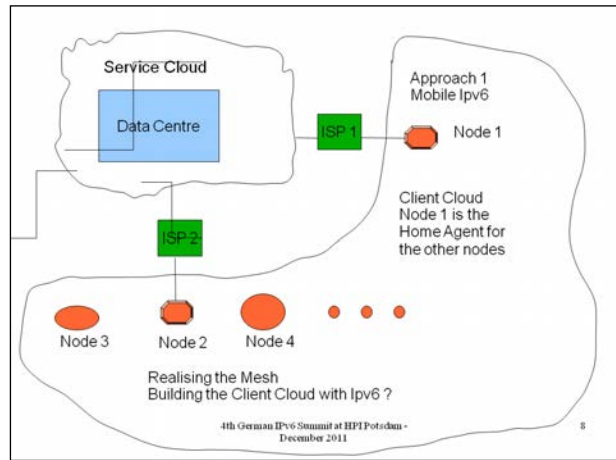 Service Cloud
Data Centre
ISP 1
Approach 1
Mobile Ipv6
Node 1
Client Cloud
Node 1 is the
Home Agent for
the other nodes
ISP 2
Node 3
Node 2
Node 4
Realising the Mesh
Building the Client Cloud with Ipv6 ?
4th German IPv6 Summit at HPI Potsdam -
December 2011
8